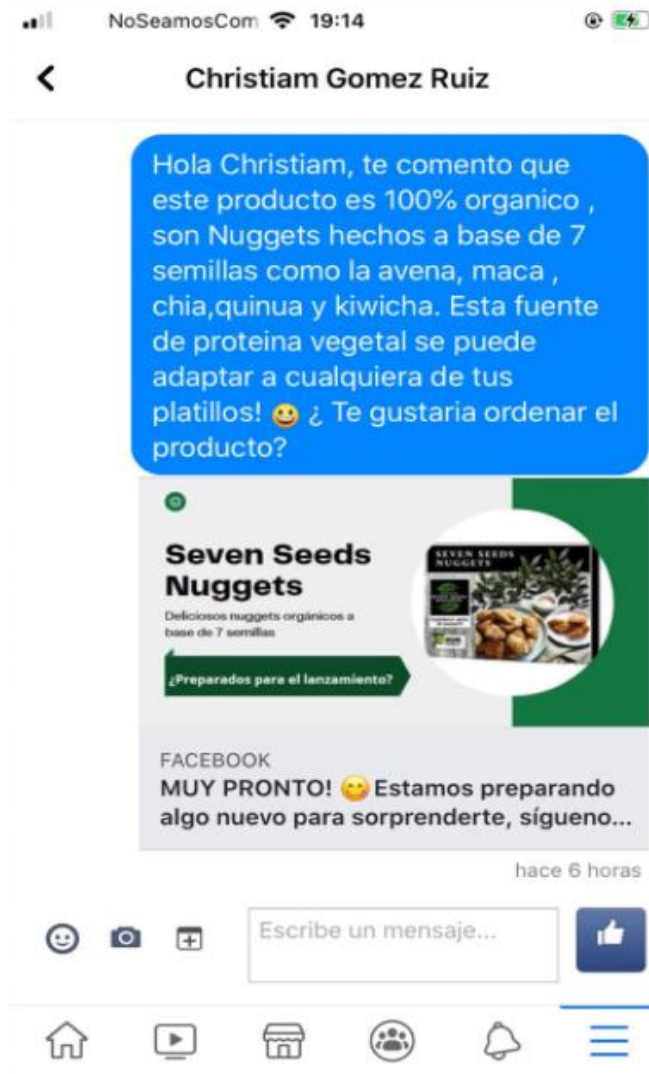 NoSeamosCom 19:14
Christiam Gomez Ruiz
Hola Christiam, te comento que
este producto es 100% organico ,
son Nuggets hechos a base de 7
semillas como la avena, maca ,
chia,quinua y kiwicha. Esta fuente
de proteina vegetal se puede
adaptar a cualquiera de tus
platillos! 😀 ¿ Te gustaria ordenar el
producto?
Seven Seeds
Nuggets
Deliciosos nuggets orgánicos a
base de 7 semillas
¿Preparados para el lanzamiento?
SEVEN SEEDS
NUGGETS
FACEBOOK
MUY PRONTO! 😋 Estamos preparando
algo nuevo para sorprenderte, sígueno...
hace 6 horas
Escribe un mensaje...